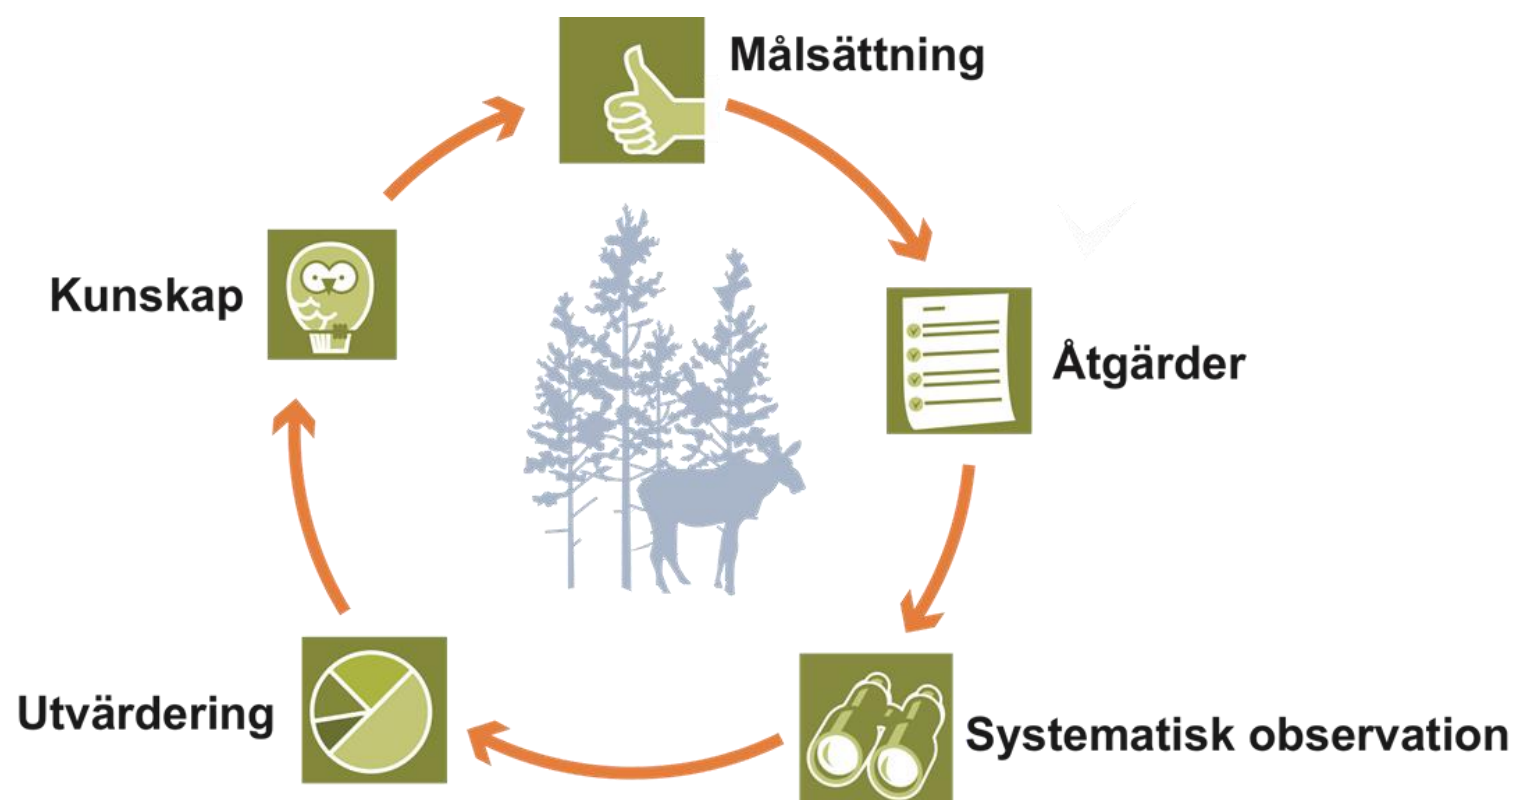 Målsättning
Åtgärder
Systematisk observation
Utvärdering
Kunskap